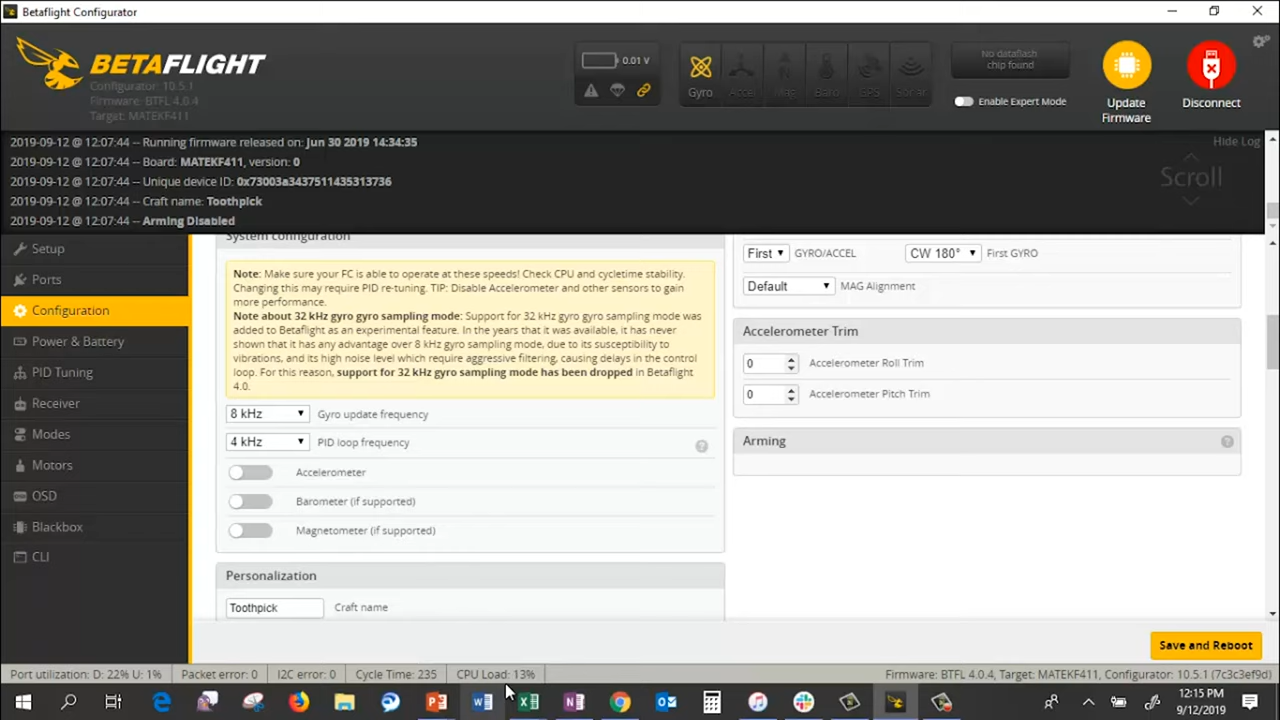 Betaflight Configurator
BETAFLIGHT
Configurator: 10.5.1
Firmware: BTFL 4.0.4
Target: MATEKF411
0.01 V
Gyro
Accel
Mag
Baro
GPS
Sonar
No dataflash
chip found
Enable Expert Mode
Update
Firmware
Disconnect
2019-09-12 @ 12:07:44 -- Running firmware released on: Jun 30 2019 14:34:35
2019-09-12 @ 12:07:44 -- Board: MATEKF411, version: 0
2019-09-12 @ 12:07:44 -- Unique device ID: 0x73003a3437511435313736
2019-09-12 @ 12:07:44 -- Craft name: Toothpick
2019-09-12 @ 12:07:44 -- Arming Disabled
Hide Log
Scroll
Setup
Ports
Configuration
Power & Battery
PID Tuning
Receiver
Modes
Motors
OSD
Blackbox
CLI
System configuration
Note: Make sure your FC is able to operate at these speeds! Check CPU and cycletime stability.
Changing this may require PID re-tuning. TIP: Disable Accelerometer and other sensors to gain
more performance.
Note about 32 kHz gyro gyro sampling mode: Support for 32 kHz gyro gyro sampling mode was
added to Betaflight as an experimental feature. In the years that it was available, it has never
shown that it has any advantage over 8 kHz gyro sampling mode, due to its susceptibility to
vibrations, and its high noise level which require aggressive filtering, causing delays in the control
loop. For this reason, support for 32 kHz gyro sampling mode has been dropped in Betaflight
4.0.
8 kHz Gyro update frequency
4 kHz PID loop frequency
Accelerometer
Barometer (if supported)
Magnetometer (if supported)
Personalization
Toothpick Craft name
First GYRO/ACCEL CW 180° First GYRO
Default MAG Alignment
Accelerometer Trim
0 Accelerometer Roll Trim
0 Accelerometer Pitch Trim
Arming
Save and Reboot
Port utilization: D: 22% U: 1% Packet error: 0 I2C error: 0 Cycle Time: 235 CPU Load: 13% Firmware: BTFL 4.0.4, Target: MATEKF411, Configurator: 10.5.1 (7c3c3ef9d)
12:15 PM
9/12/2019